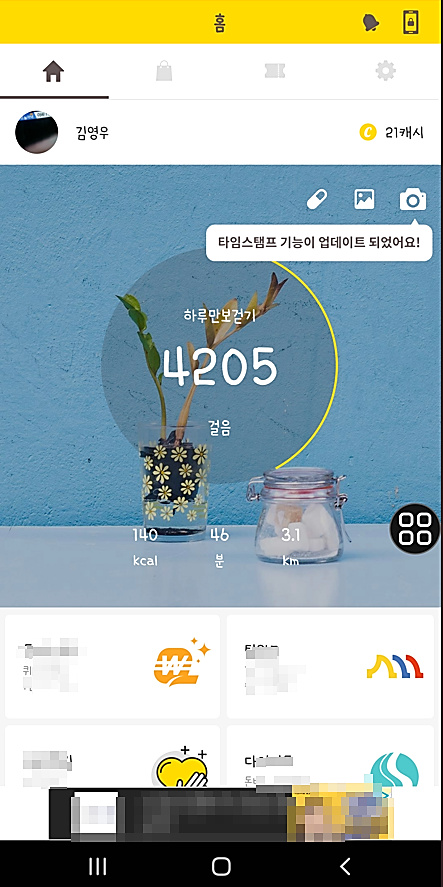 홈
김영우
21캐시
타임스탬프 기능이 업데이트 되었어요!
하루만보걷기
4205
걸음
140 46 3.1
kcal 분 km